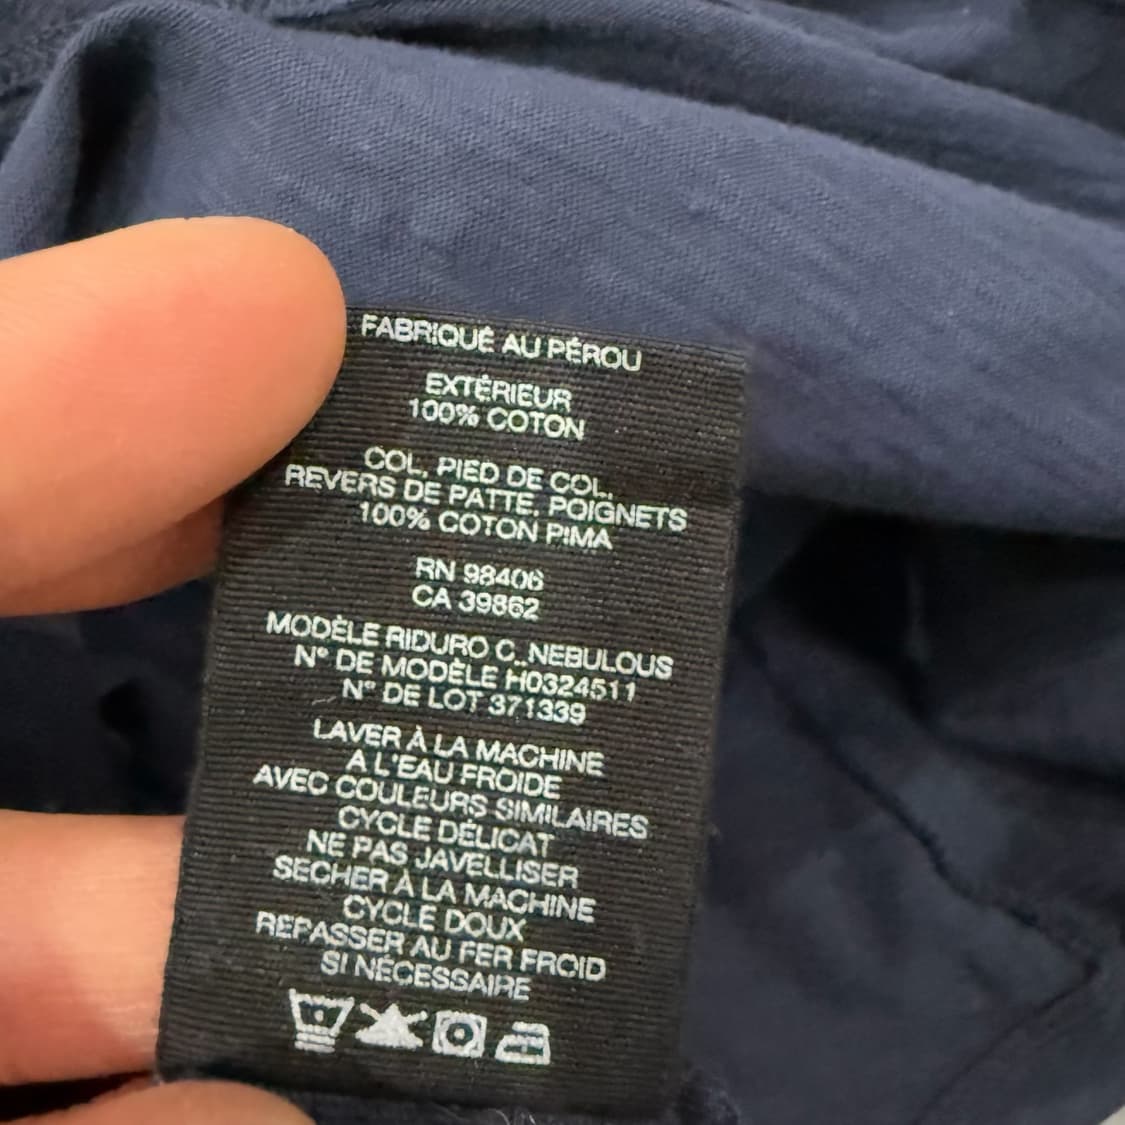 FABRIQUÉ AU PÉROU
EXTÉRIEUR
100% COTON
COL, PIED DE COL,
REVERS DE PATTE, POIGNETS
100% COTON PIMA
RN 98406
CA 39862
MODÈLE RIDURO C..NEBULOUS
N° DE MODÈLE H0324511
N° DE LOT 371339
LAVER À LA MACHINE
A L'EAU FROIDE
AVEC COULEURS SIMILAIRES
CYCLE DÉLICAT
NE PAS JAVELLISER
SECHER À LA MACHINE
CYCLE DOUX
REPASSER AU FER FROID
SI NÉCESSAIRE